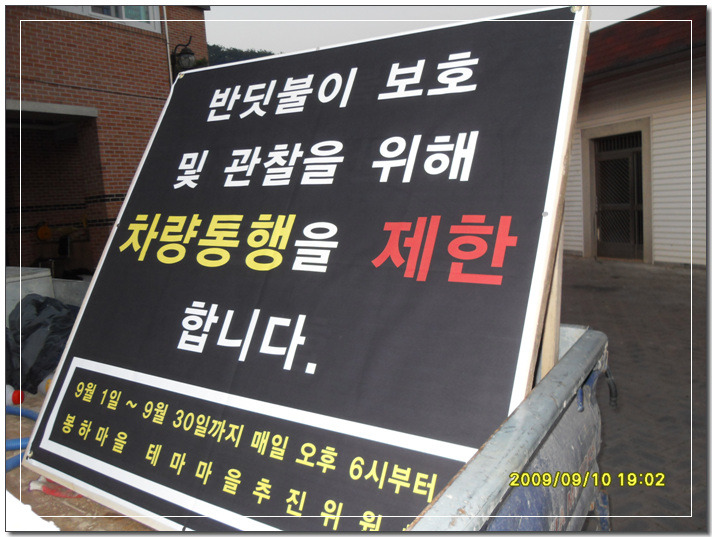 반딧불이 보호
및 관찰을 위해
차량통행을 제한
합니다.
9월 1일 ~ 9월 30일까지 매일 오후 6시부터
봉하마을 테마마을추진위원
2009/09/10 19:02